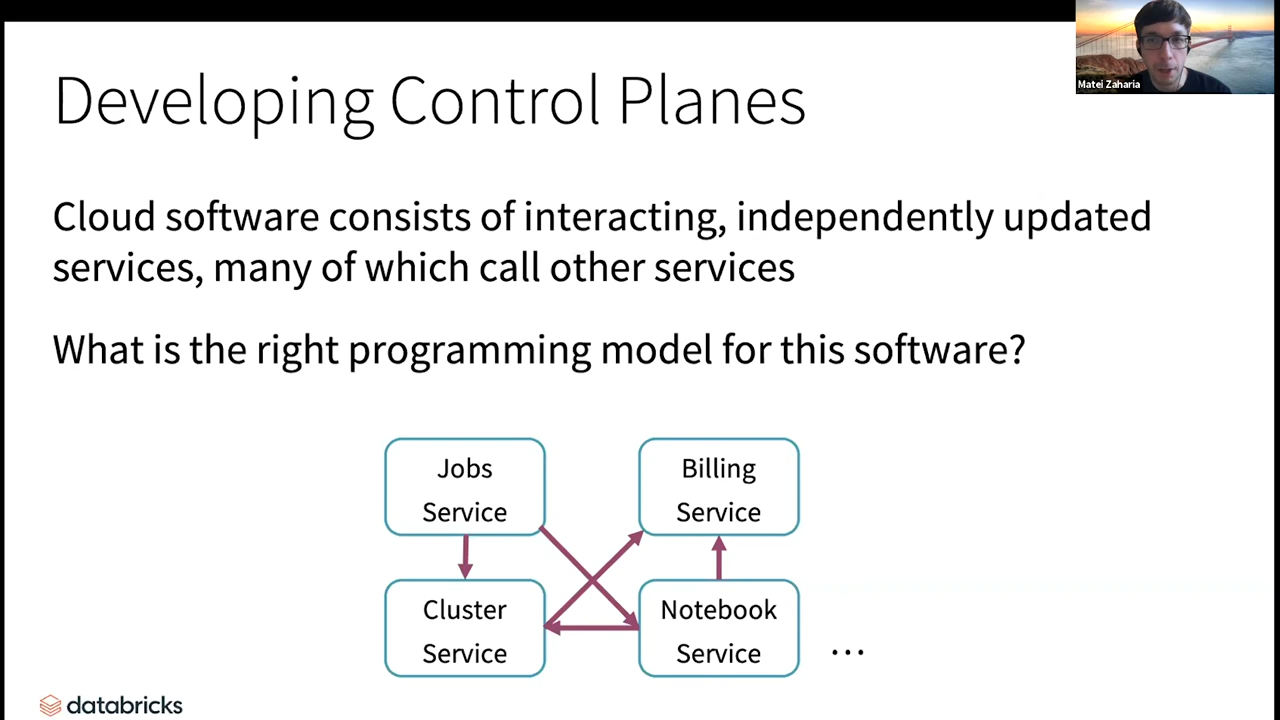 Matei Zaharia
Developing Control Planes
Cloud software consists of interacting, independently updated
services, many of which call other services
What is the right programming model for this software?
Jobs
Service
Billing
Service
Cluster
Service
Notebook
Service
...
databricks